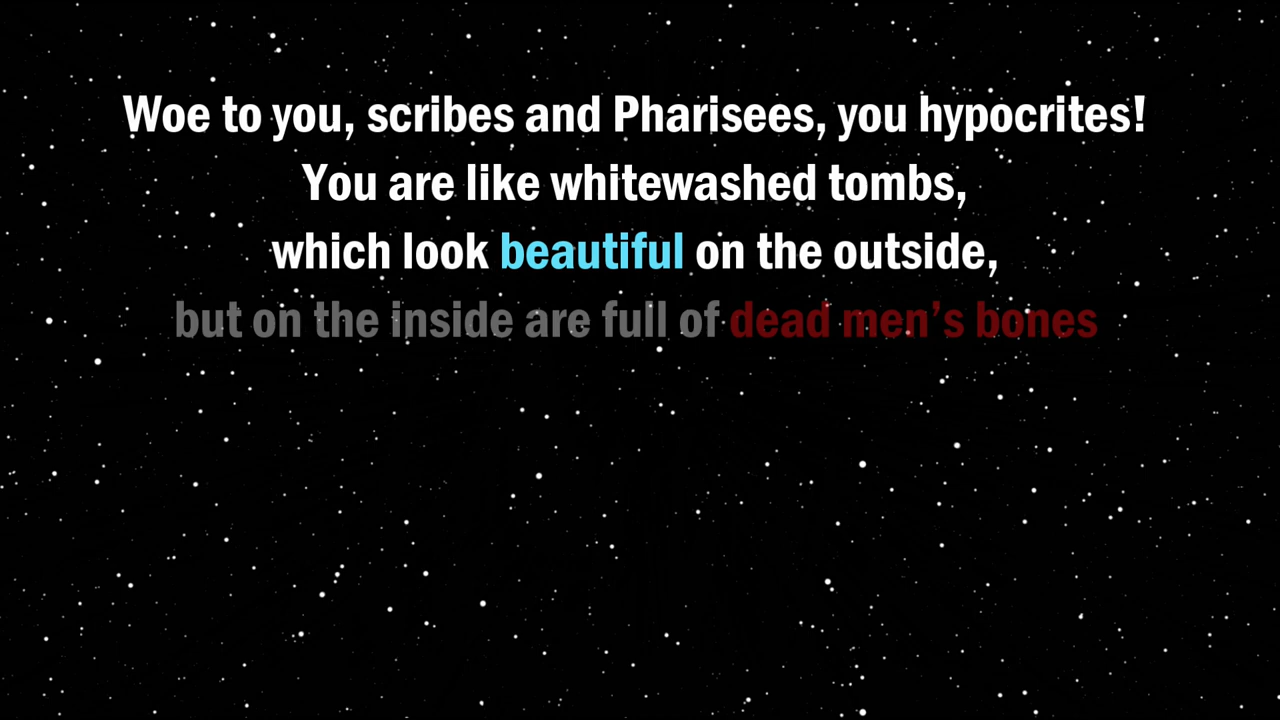 Woe to you, scribes and Pharisees, you hypocrites!
You are like whitewashed tombs,
which look beautiful on the outside,
but on the inside are full of dead men’s bones